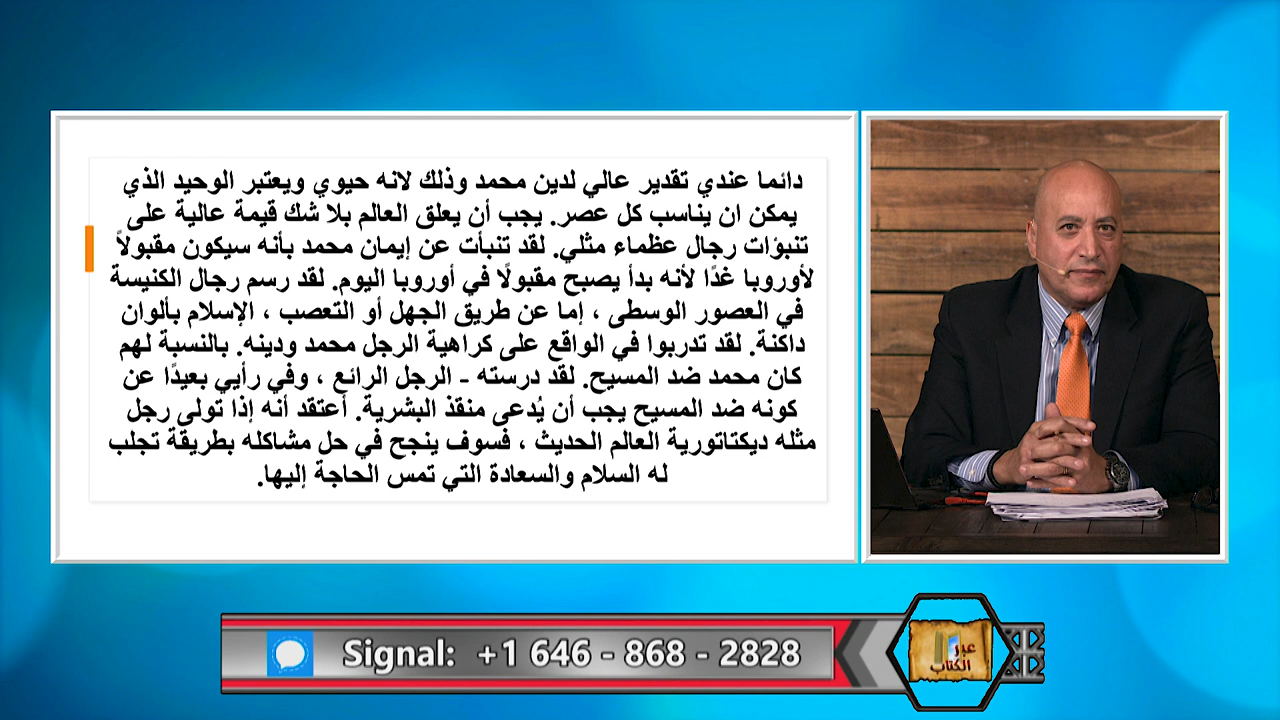 دائما عندي تقدير عالي لدين محمد وذلك لانه حيوي ويعتبر الوحيد الذي
يمكن ان يناسب كل عصر. يجب أن يعلق العالم بلا شك قيمة عالية على
تنبؤات رجال عظماء مثلي. لقد تنبأت عن إيمان محمد بأنه سيكون مقبولاً
لأوروبا غدًا لأنه بدأ يصبح مقبولًا في أوروبا اليوم. لقد رسم رجال الكنيسة
في العصور الوسطى ، إما عن طريق الجهل أو التعصب ، الإسلام بألوان
داكنة. لقد تدربوا في الواقع على كراهية الرجل محمد ودينه. بالنسبة لهم
كان محمد ضد المسيح. لقد درسته - الرجل الرائع ، وفي رأيي بعيدًا عن
كونه ضد المسيح يجب أن يُدعى منقذ البشرية. أعتقد أنه إذا تولى رجل
مثله ديكتاتورية العالم الحديث ، فسوف ينجح في حل مشاكله بطريقة تجلب
له السلام والسعادة التي تمس الحاجة إليها.
Signal: +1 646 - 868 - 2828
عبر
الكتاب